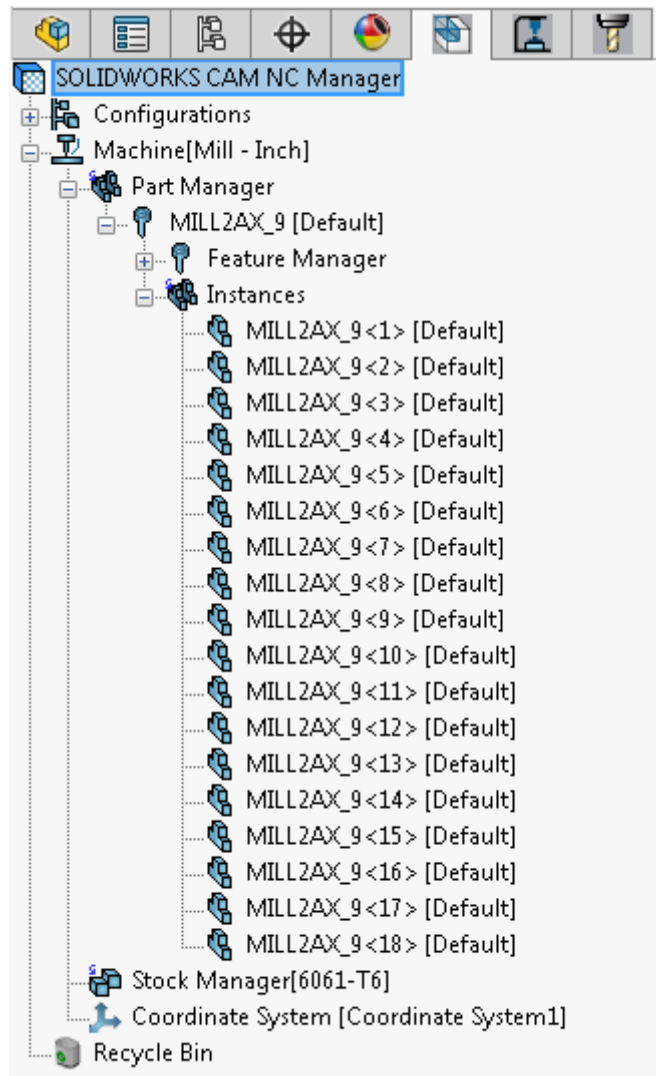 SOLIDWORKS CAM NC Manager
Configurations
Machine[Mill - Inch]
Part Manager
MILL2AX_9 [Default]
Feature Manager
Instances
MILL2AX_9<1> [Default]
MILL2AX_9<2> [Default]
MILL2AX_9<3> [Default]
MILL2AX_9<4> [Default]
MILL2AX_9<5> [Default]
MILL2AX_9<6> [Default]
MILL2AX_9<7> [Default]
MILL2AX_9<8> [Default]
MILL2AX_9<9> [Default]
MILL2AX_9<10> [Default]
MILL2AX_9<11> [Default]
MILL2AX_9<12> [Default]
MILL2AX_9<13> [Default]
MILL2AX_9<14> [Default]
MILL2AX_9<15> [Default]
MILL2AX_9<16> [Default]
MILL2AX_9<17> [Default]
MILL2AX_9<18> [Default]
Stock Manager[6061-T6]
Coordinate System [Coordinate System1]
Recycle Bin